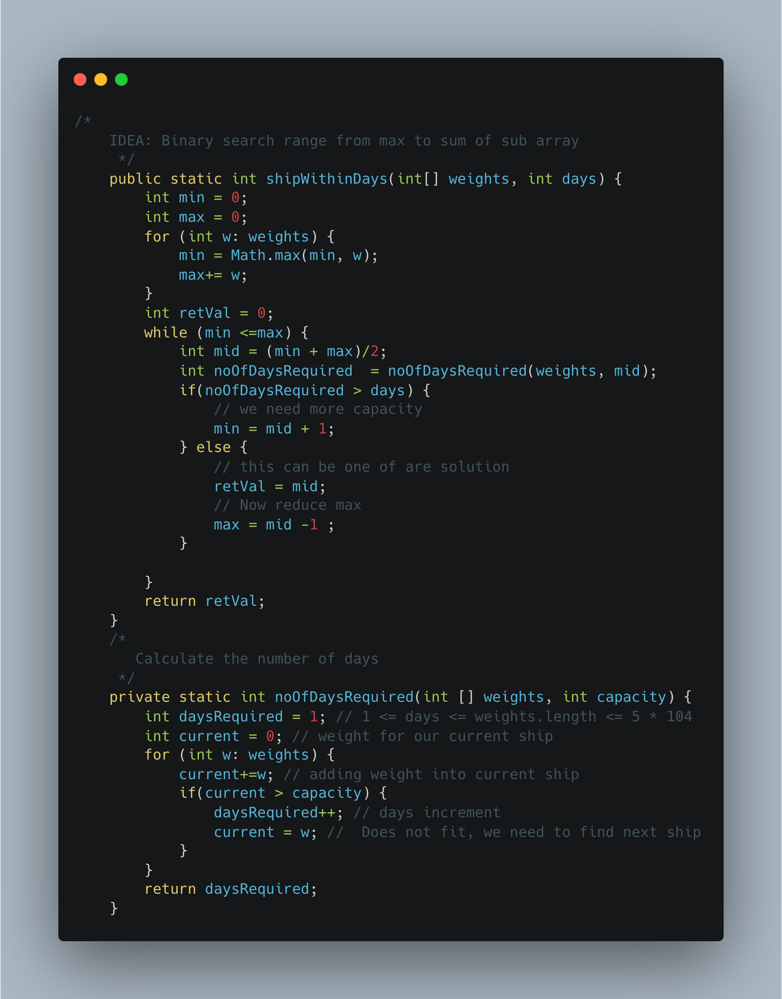 /*
    IDEA: Binary search range from max to sum of sub array
     */
    public static int shipWithinDays(int[] weights, int days) {
        int min = 0;
        int max = 0;
        for (int w: weights) {
            min = Math.max(min, w);
            max+= w;
        }
        int retVal = 0;
        while (min <=max) {
            int mid = (min + max)/2;
            int noOfDaysRequired  = noOfDaysRequired(weights, mid);
            if(noOfDaysRequired > days) {
                // we need more capacity
                min = mid + 1;
            } else {
                // this can be one of are solution
                retVal = mid;
                // Now reduce max
                max = mid -1 ;
            }

        }
        return retVal;
    }
    /*
       Calculate the number of days
     */
    private static int noOfDaysRequired(int [] weights, int capacity) {
        int daysRequired = 1; // 1 <= days <= weights.length <= 5 * 104
        int current = 0; // weight for our current ship
        for (int w: weights) {
            current+=w; // adding weight into current ship
            if(current > capacity) {
                daysRequired++; // days increment
                current = w; //  Does not fit, we need to find next ship
            }
        }
        return daysRequired;
    }